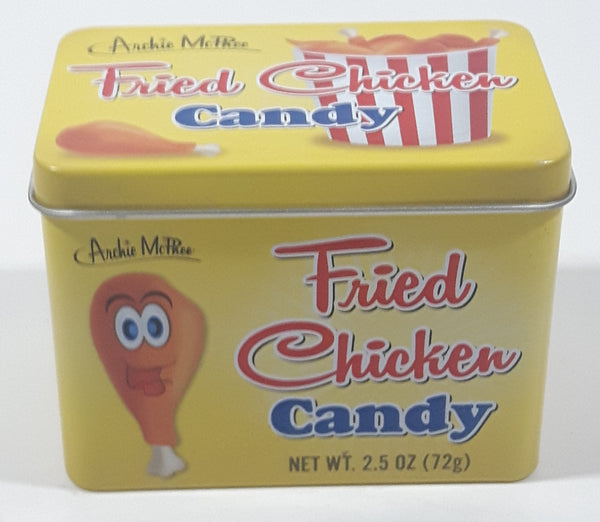 Archie McPhee
Fried Chicken
Candy
Archie McPhee
Fried
Chicken
Candy
NET WT. 2.5 OZ (72g)